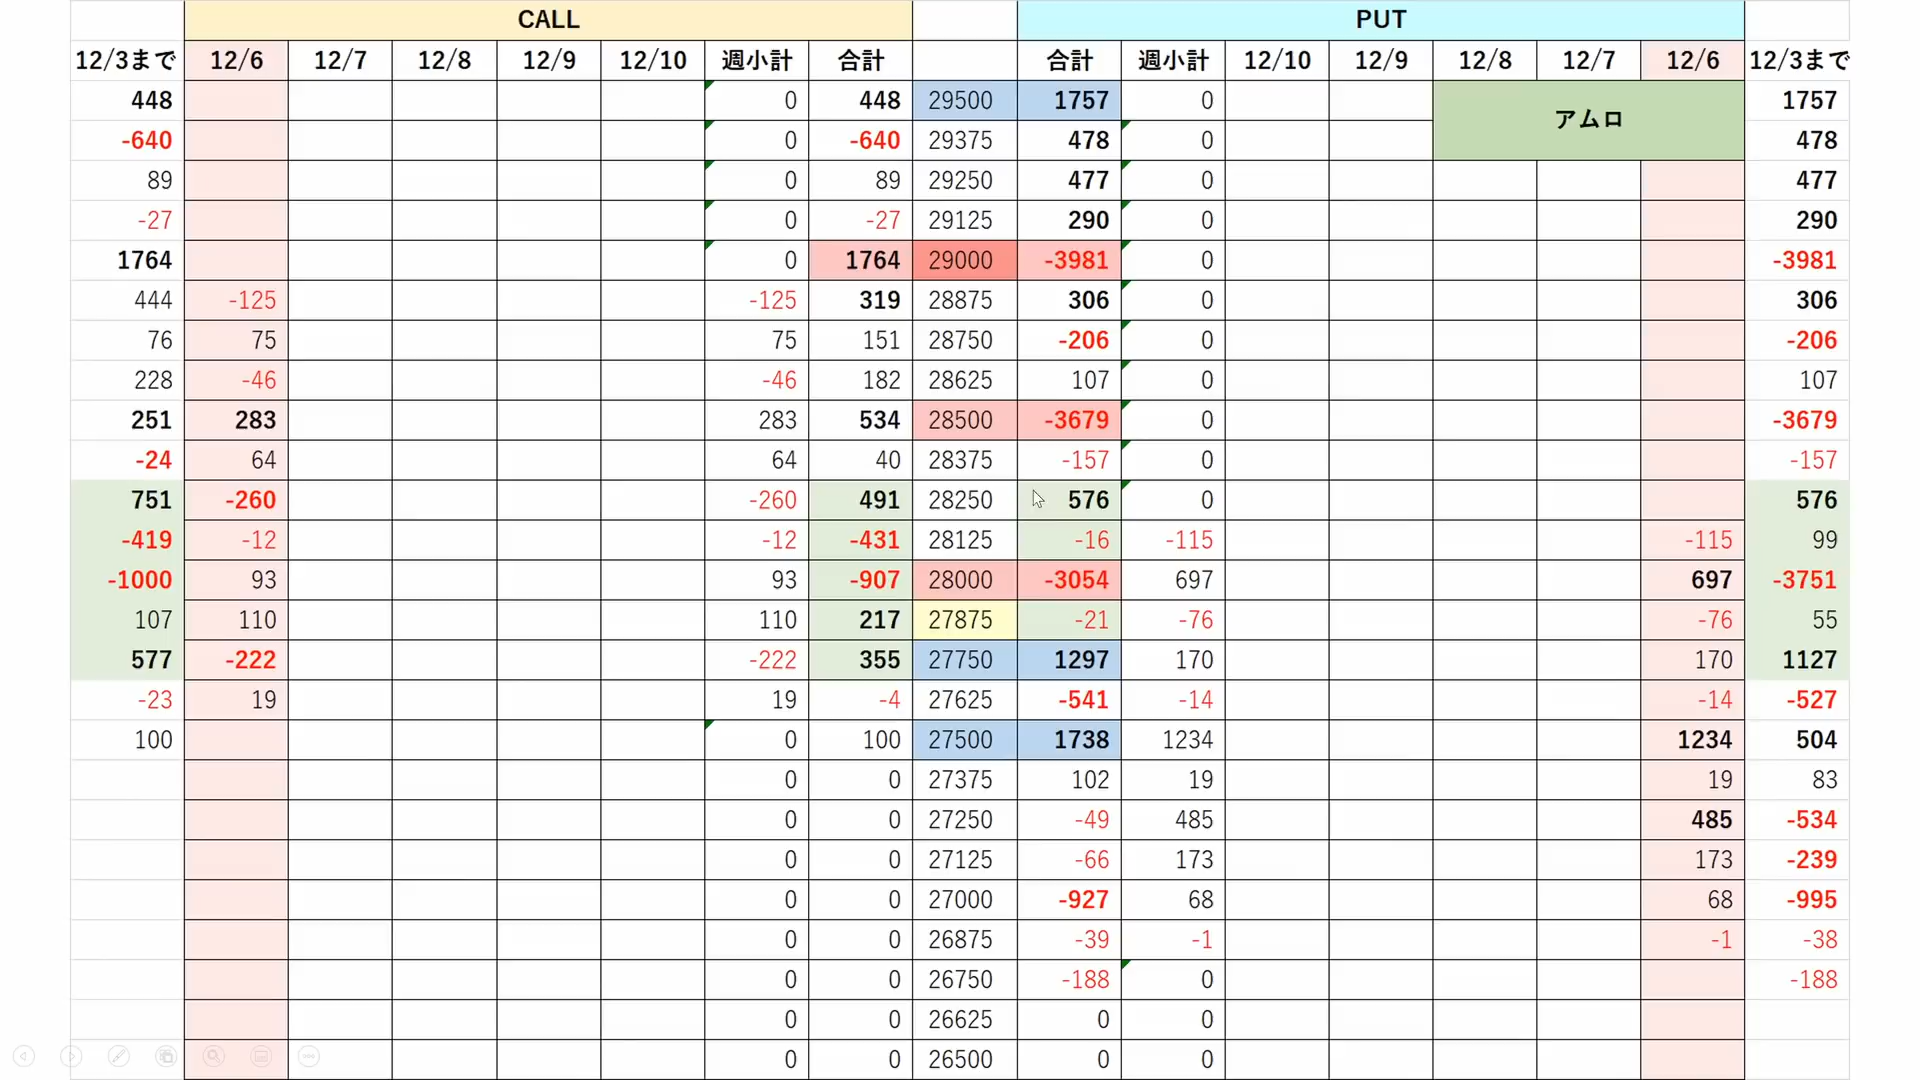 CALL PUT
12/3まで 12/6 12/7 12/8 12/9 12/10 週小計 合計 合計 週小計 12/10 12/9 12/8 12/7 12/6 12/3まで
448 0 448 29500 1757 0 アムロ 1757
-640 0 -640 29375 478 0 478
89 0 89 29250 477 0 477
-27 0 -27 29125 290 0 290
1764 0 1764 29000 -3981 0 -3981
444 -125 -125 319 28875 306 0 306
76 75 75 151 28750 -206 0 -206
228 -46 -46 182 28625 107 0 107
251 283 283 534 28500 -3679 0 -3679
-24 64 64 40 28375 -157 0 -157
751 -260 -260 491 28250 576 0 576
-419 -12 -12 -431 28125 -16 -115 -115 99
-1000 93 93 -907 28000 -3054 697 697 -3751
107 110 110 217 27875 -21 -76 -76 55
577 -222 -222 355 27750 1297 170 170 1127
-23 19 19 -4 27625 -541 -14 -14 -527
100 0 100 27500 1738 1234 1234 504
0 0 27375 102 19 19 83
0 0 27250 -49 485 485 -534
0 0 27125 -66 173 173 -239
0 0 27000 -927 68 68 -995
0 0 26875 -39 -1 -1 -38
0 0 26750 -188 0 -188
0 0 26625 0 0
0 0 26500 0 0